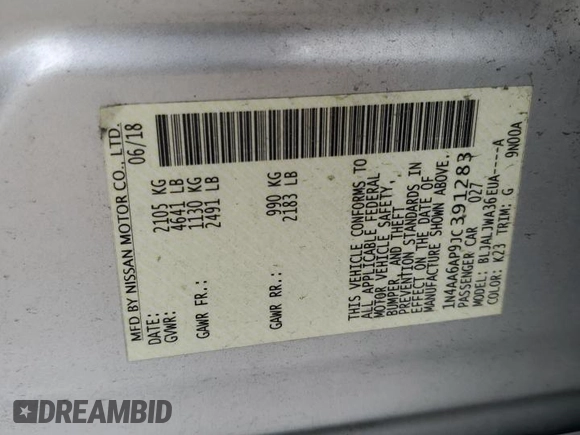 MFD BY NISSAN MOTOR CO., LTD.
DATE: 06/18
GVWR: 2105 KG
4641 LB
GAWR FR.: 1130 KG
2491 LB
GAWR RR.: 990 KG
2183 LB
THIS VEHICLE CONFORMS TO
ALL APPLICABLE FEDERAL
MOTOR VEHICLE SAFETY,
BUMPER, AND THEFT
PREVENTION STANDARDS IN
EFFECT ON THE DATE OF
MANUFACTURE SHOWN ABOVE.
1N4AA6AP9JC391283
PASSENGER CAR 027
MODEL: BLJALJWA36EUA----A
COLOR: K23 TRIM: G 9N00A
DREAMBID